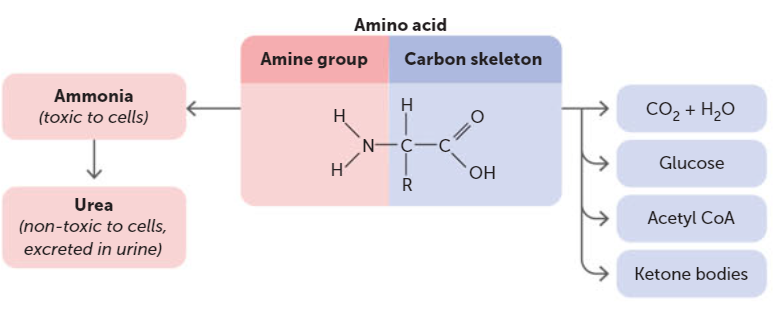 Amino acid
Amine group
Carbon skeleton
Ammonia
(toxic to cells)
Urea
(non-toxic to cells,
excreted in urine)
H
H
N
H
C
R
C
O
OH
CO₂ + H₂O
Glucose
Acetyl CoA
Ketone bodies